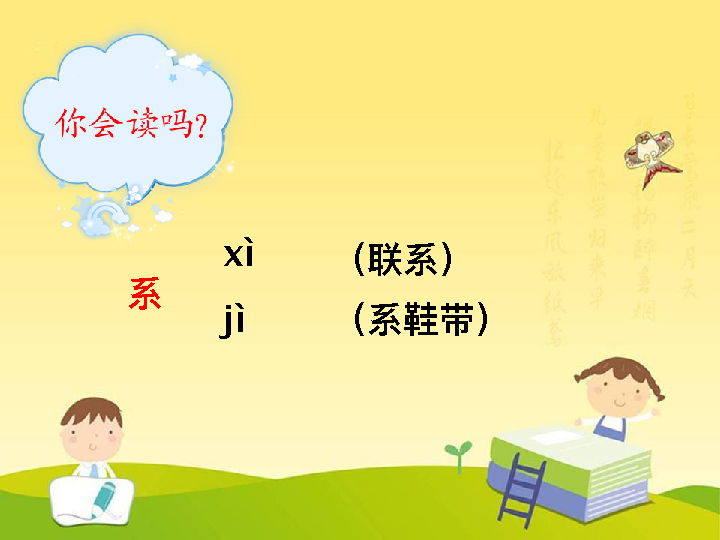 你会读吗?
xì （联系）
系
jì （系鞋带）
草长莺飞二月天
拂堤杨柳醉春烟
儿童散学归来早
忙趁东风放纸鸢